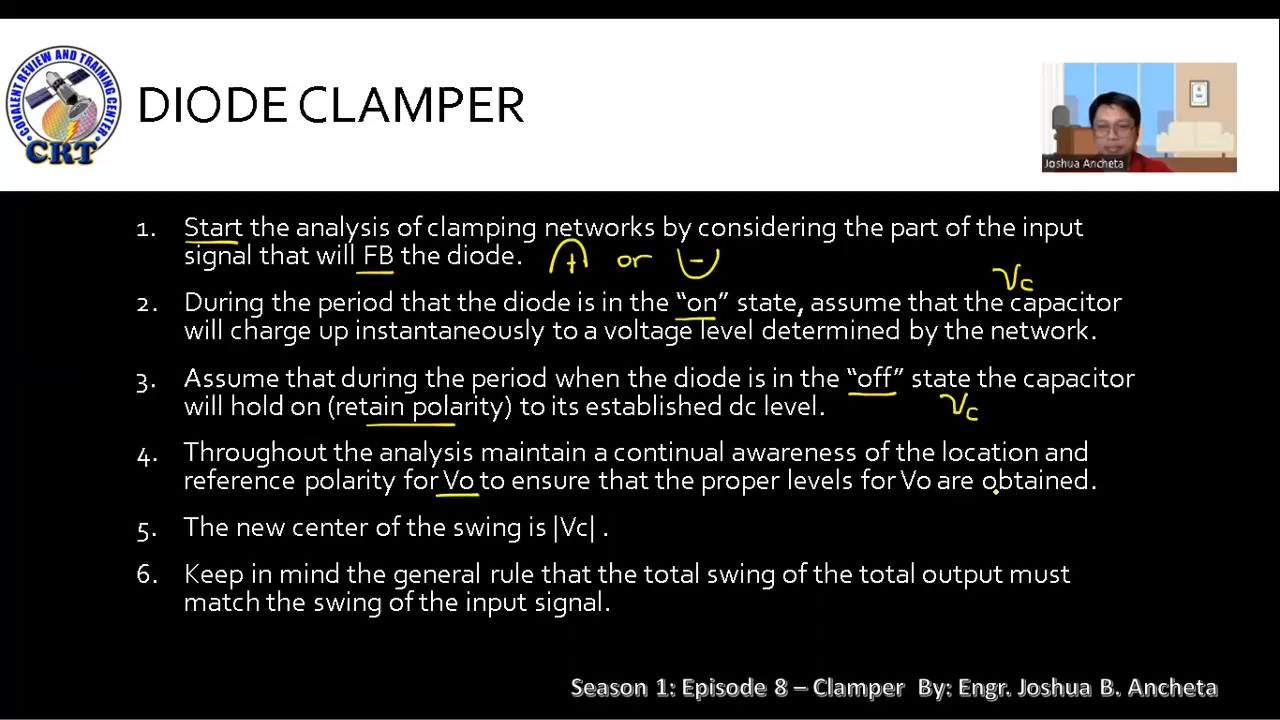 COVALENT REVIEW AND TRAINING CENTER
CRT
DIODE CLAMPER
Joshua Ancheta
1. Start the analysis of clamping networks by considering the part of the input
signal that will FB the diode. + or -
Vc
2. During the period that the diode is in the “on” state, assume that the capacitor
will charge up instantaneously to a voltage level determined by the network.
3. Assume that during the period when the diode is in the “off” state the capacitor
will hold on (retain polarity) to its established dc level. Vc
4. Throughout the analysis maintain a continual awareness of the location and
reference polarity for Vo to ensure that the proper levels for Vo are obtained.
5. The new center of the swing is |Vc| .
6. Keep in mind the general rule that the total swing of the total output must
match the swing of the input signal.
Season 1: Episode 8 – Clamper By: Engr. Joshua B. Ancheta